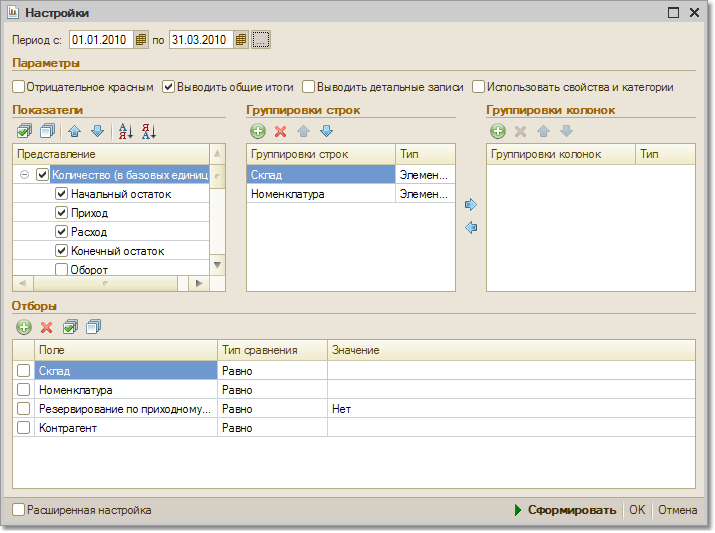 Настройки
Период с: 01.01.2010 по 31.03.2010 ...
Параметры
Отрицательное красным Выводить общие итоги Выводить детальные записи Использовать свойства и категории
Показатели Группировки строк Группировки колонок
Представление Группировки строк Тип Группировки колонок Тип
Количество (в базовых единиц Склад Элемен...
Начальный остаток Номенклатура Элемен...
Приход
Расход
Конечный остаток
Оборот
Отборы
Поле Тип сравнения Значение
Склад Равно
Номенклатура Равно
Резервирование по приходному... Равно Нет
Контрагент Равно
Расширенная настройка Сформировать OK Отмена